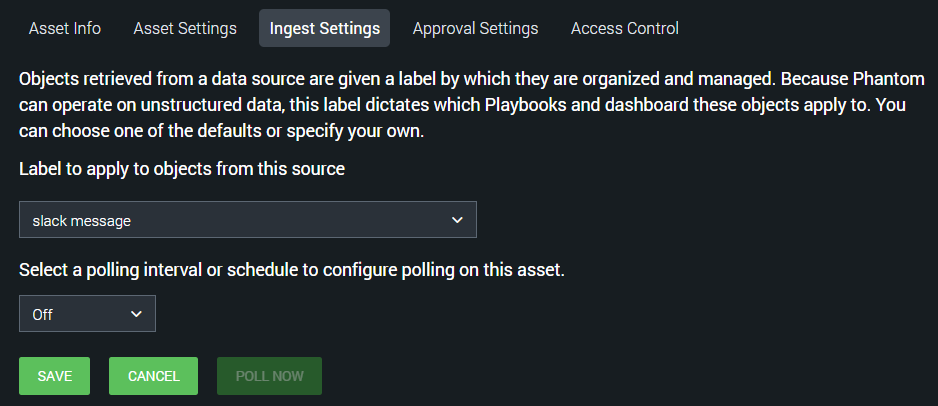 Asset Info Asset Settings Ingest Settings Approval Settings Access Control
Objects retrieved from a data source are given a label by which they are organized and managed. Because Phantom
can operate on unstructured data, this label dictates which Playbooks and dashboard these objects apply to. You
can choose one of the defaults or specify your own.
Label to apply to objects from this source
slack message
Select a polling interval or schedule to configure polling on this asset.
Off
SAVE CANCEL POLL NOW